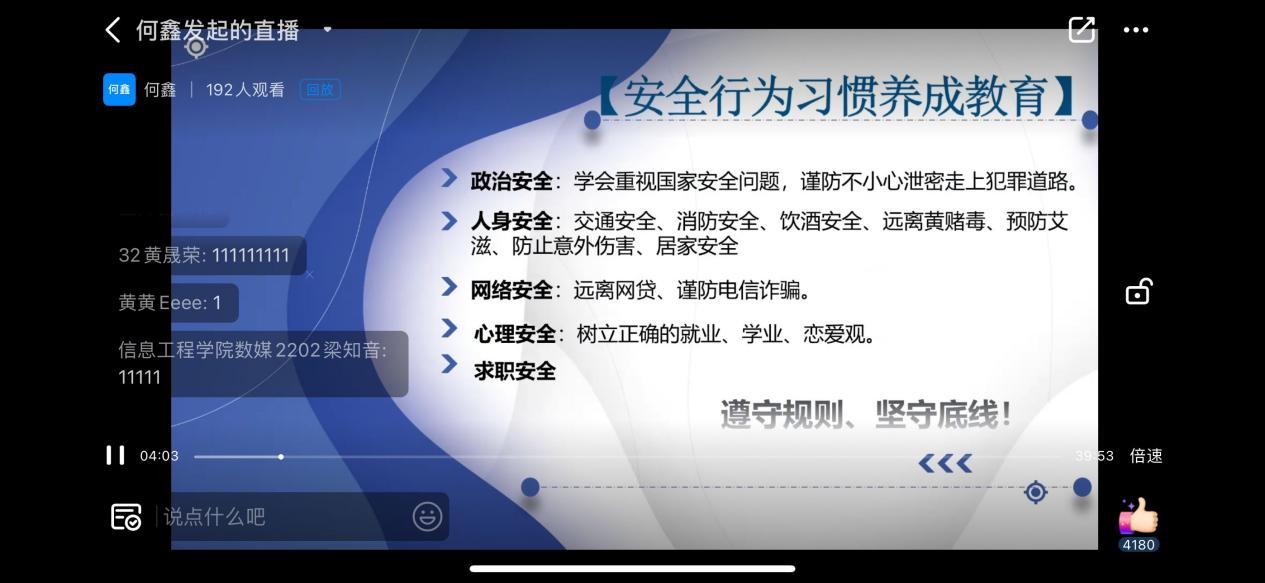 何鑫发起的直播
何鑫 何鑫 | 192人观看 回放
【安全行为习惯养成教育】
政治安全：学会重视国家安全问题，谨防不小心泄密走上犯罪道路。
人身安全：交通安全、消防安全、饮酒安全、远离黄赌毒、预防艾
滋、防止意外伤害、居家安全
网络安全：远离网贷、谨防电信诈骗。
心理安全：树立正确的就业、学业、恋爱观。
求职安全
遵守规则、坚守底线！
32黄晟荣: 111111111
黄黄Eeee: 1
信息工程学院数媒2202梁知音:
11111
04:03
39:53 倍速
说点什么吧
4180